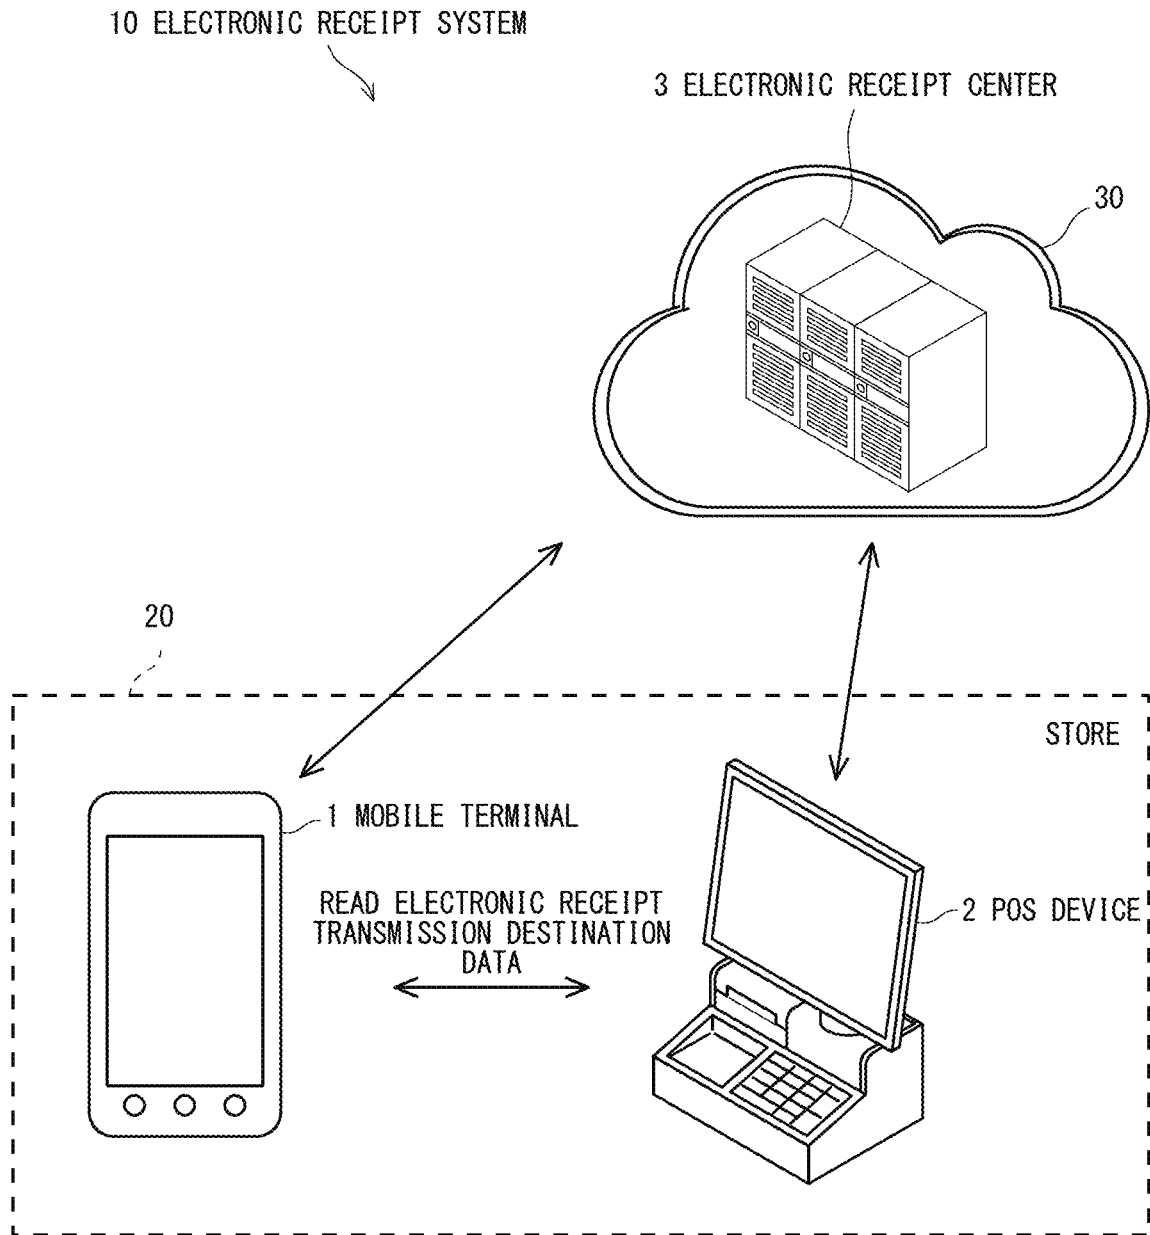 10 ELECTRONIC RECEIPT SYSTEM
3 ELECTRONIC RECEIPT CENTER
30
20
STORE
1 MOBILE TERMINAL
READ ELECTRONIC RECEIPT
TRANSMISSION DESTINATION
DATA
2 POS DEVICE